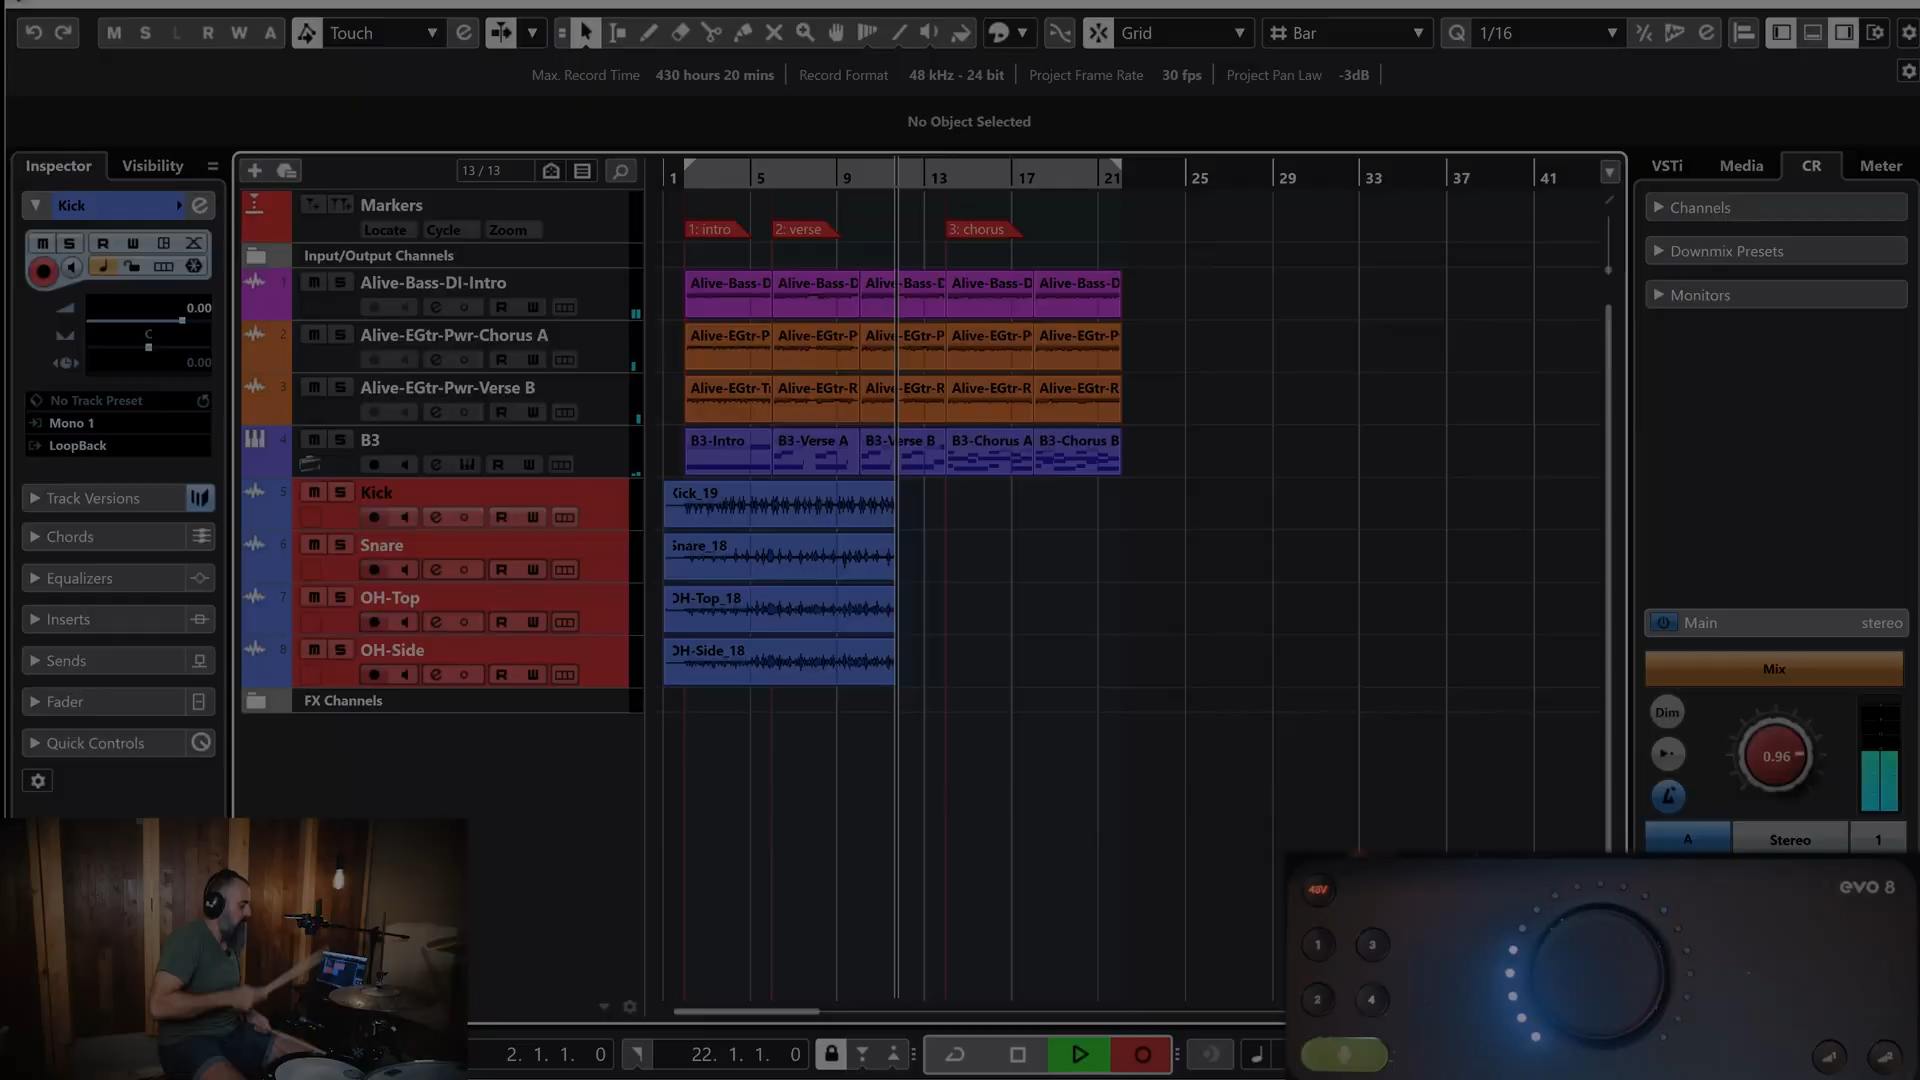 M S L R W A Touch Grid Bar Q 1/16
Max. Record Time 430 hours 20 mins Record Format 48 kHz - 24 bit Project Frame Rate 30 fps Project Pan Law -3dB
No Object Selected
Inspector Visibility
13 / 13
1 5 9 13 17 21 25 29 33 37 41
VSTi Media CR Meter
Kick
M S R W
0.00
C
0.00
No Track Preset
Mono 1
LoopBack
Track Versions
Chords
Equalizers
Inserts
Sends
Fader
Quick Controls
Markers
Locate Cycle Zoom
1: intro 2: verse 3: chorus
Input/Output Channels
1 M S Alive-Bass-DI-Intro
R W
Alive-Bass-D Alive-Bass-D Alive-Bass-D Alive-Bass-D Alive-Bass-D
2 M S Alive-EGtr-Pwr-Chorus A
R W
Alive-EGtr-P Alive-EGtr-P Alive-EGtr-P Alive-EGtr-P Alive-EGtr-P
3 M S Alive-EGtr-Pwr-Verse B
R W
Alive-EGtr-Tr Alive-EGtr-R Alive-EGtr-R Alive-EGtr-R Alive-EGtr-R
4 M S B3
R W
B3-Intro B3-Verse A B3-Verse B B3-Chorus A B3-Chorus B
5 M S Kick
R W
Kick_19
6 M S Snare
R W
Snare_18
7 M S OH-Top
R W
OH-Top_18
8 M S OH-Side
R W
OH-Side_18
FX Channels
Channels
Downmix Presets
Monitors
Main stereo
Mix
Dim
0.96
A Stereo 1
48V
evo 8
1 3
2 4
2. 1. 1. 0 22. 1. 1. 0